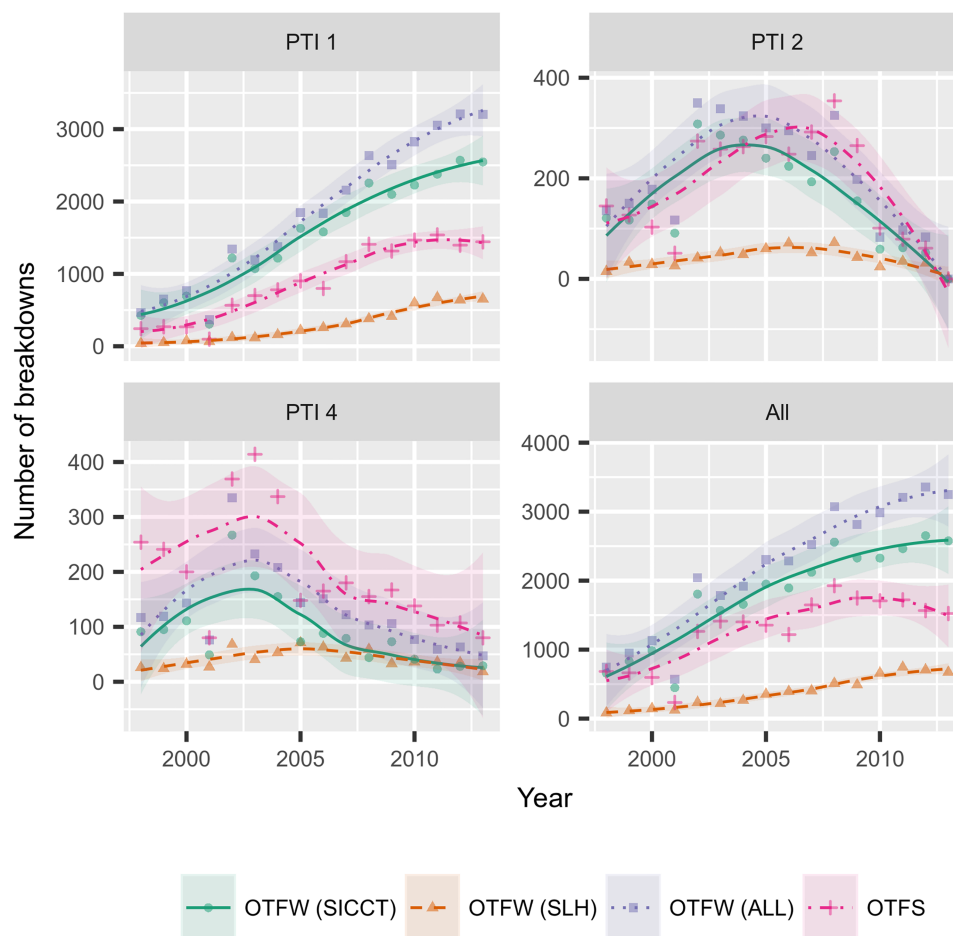 PTI 1
PTI 2
3000
2000
1000
0
400
200
0
PTI 4
All
400
300
200
100
0
4000
3000
2000
1000
0
2000
2005
2010
2000
2005
2010
Number of breakdowns
Year
OTFW (SICCT)
OTFW (SLH)
OTFW (ALL)
OTFS